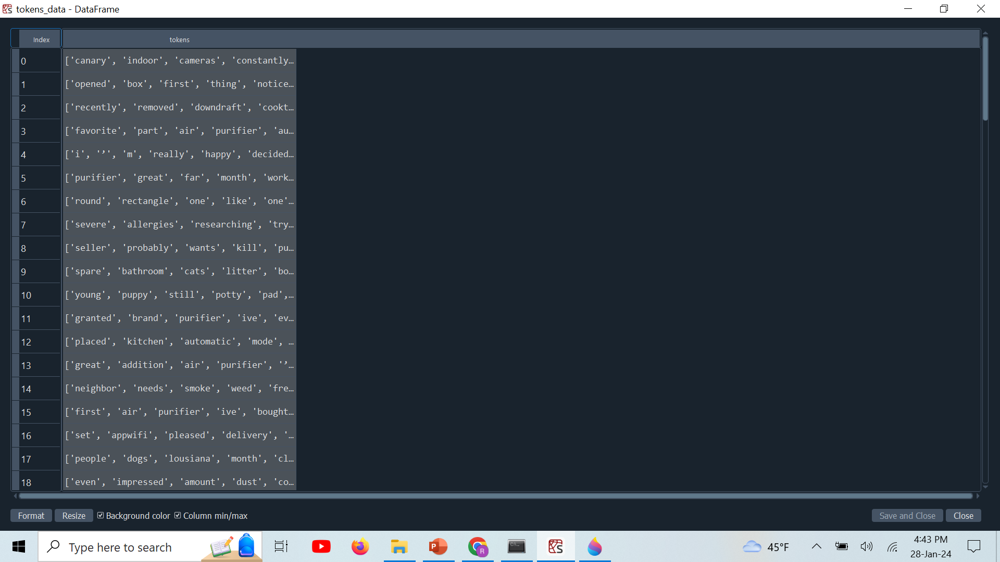 tokens_data - DataFrame
Index tokens
0 ['canary', 'indoor', 'cameras', 'constantly…
1 ['opened', 'box', 'first', 'thing', 'notice…
2 ['recently', 'removed', 'downdraft', 'cookt…
3 ['favorite', 'part', 'air', 'purifier', 'au…
4 ['i', '’', 'm', 'really', 'happy', 'decided…
5 ['purifier', 'great', 'far', 'month', 'work…
6 ['round', 'rectangle', 'one', 'like', 'one'…
7 ['severe', 'allergies', 'researching', 'try…
8 ['seller', 'probably', 'wants', 'kill', 'pu…
9 ['spare', 'bathroom', 'cats', 'litter', 'bo…
10 ['young', 'puppy', 'still', 'potty', 'pad',…
11 ['granted', 'brand', 'purifier', 'ive', 'ev…
12 ['placed', 'kitchen', 'automatic', 'mode', …
13 ['great', 'addition', 'air', 'purifier', '’…
14 ['neighbor', 'needs', 'smoke', 'weed', 'fre…
15 ['first', 'air', 'purifier', 'ive', 'bought…
16 ['set', 'appwifi', 'pleased', 'delivery', '…
17 ['people', 'dogs', 'lousiana', 'month', 'cl…
18 ['even', 'impressed', 'amount', 'dust', 'co…
Format Resize Background color Column min/max Save and Close Close
Type here to search P R 45°F 4:43 PM
28-Jan-24